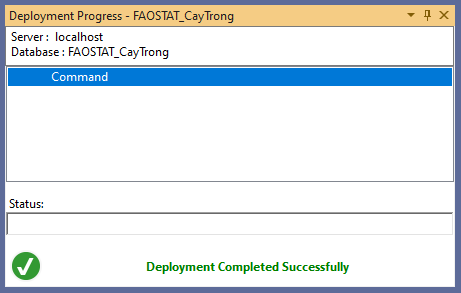 Deployment Progress - FAOSTAT_CayTrong
Server : localhost
Database : FAOSTAT_CayTrong
Command
Status:
Deployment Completed Successfully